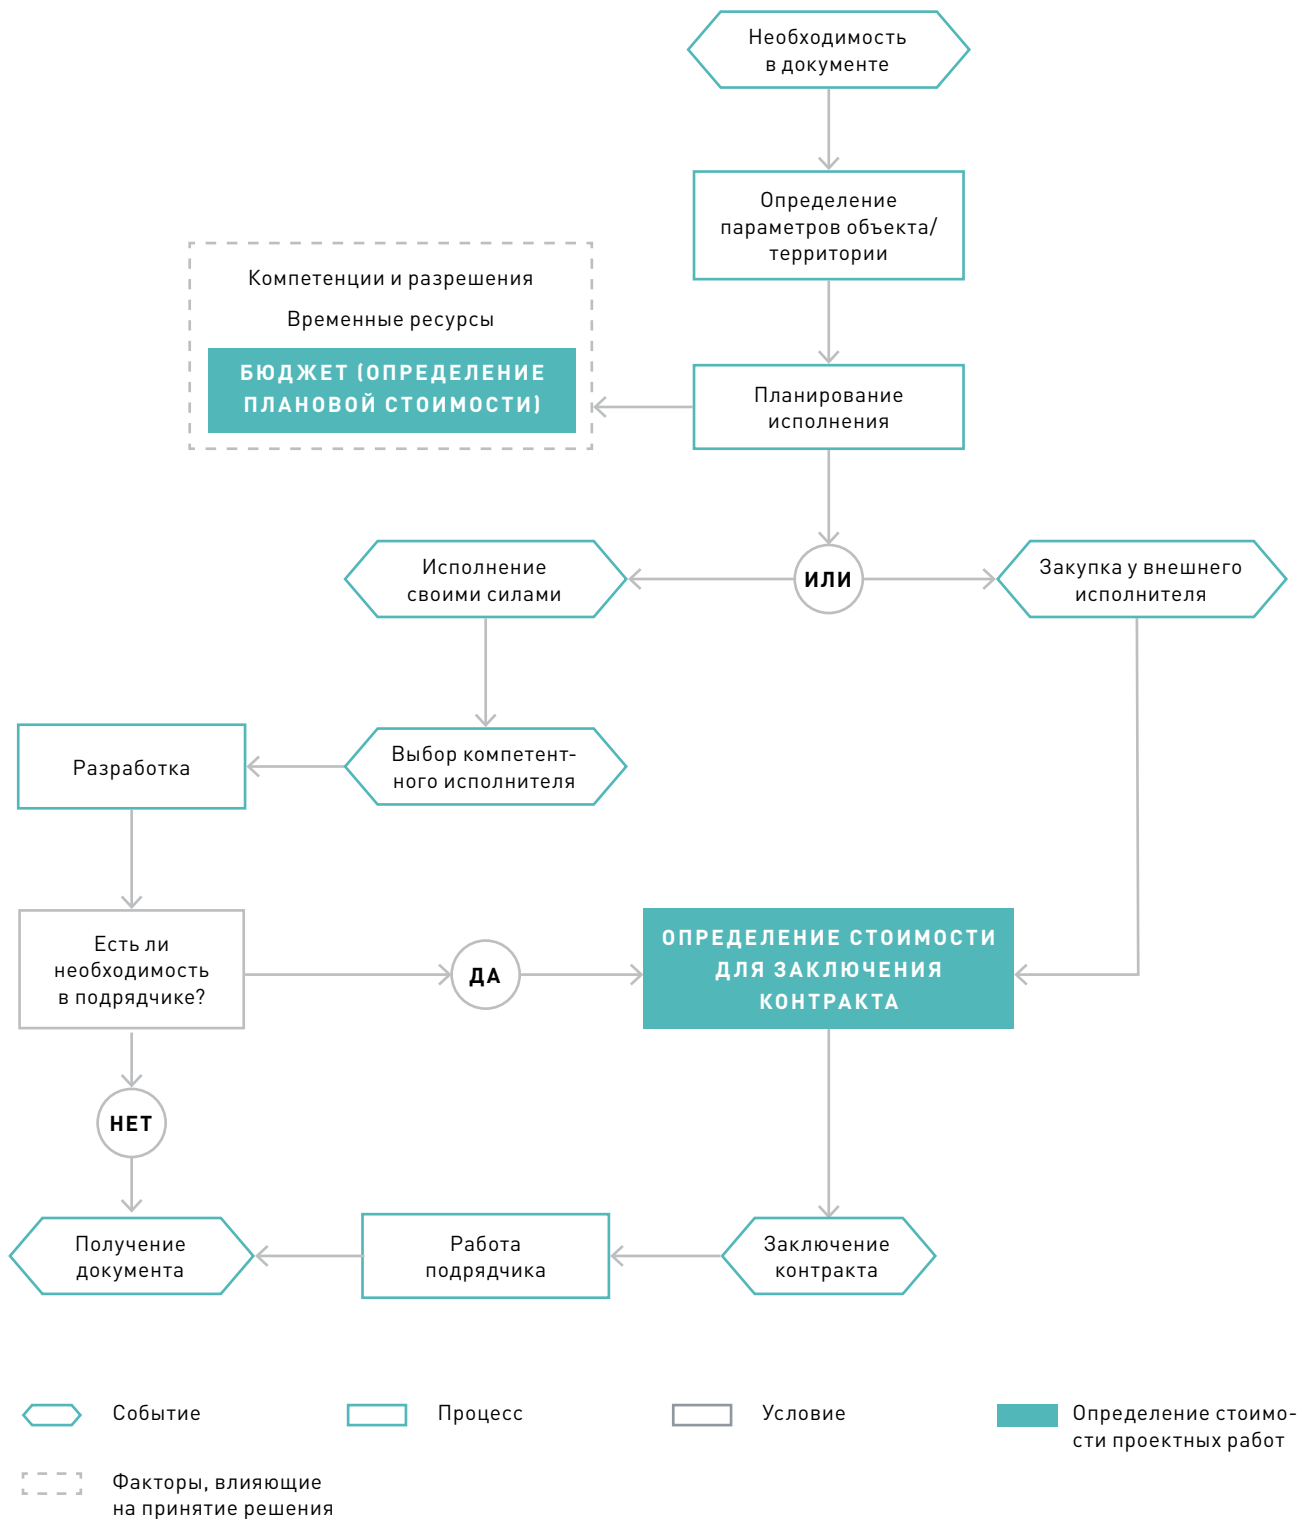 Необходимость
в документе
Определение
параметров объекта/
территории
Компетенции и разрешения
Временные ресурсы
БЮДЖЕТ (ОПРЕДЕЛЕНИЕ
ПЛАНОВОЙ СТОИМОСТИ)
Планирование
исполнения
Исполнение
своими силами
ИЛИ
Закупка у внешнего
исполнителя
Разработка
Выбор компетент-
ного исполнителя
Есть ли
необходимость
в подрядчике?
ДА
ОПРЕДЕЛЕНИЕ СТОИМОСТИ
ДЛЯ ЗАКЛЮЧЕНИЯ
КОНТРАКТА
НЕТ
Получение
документа
Работа
подрядчика
Заключение
контракта
Событие
Процесс
Условие
Определение стоимо-
сти проектных работ
Факторы, влияющие
на принятие решения